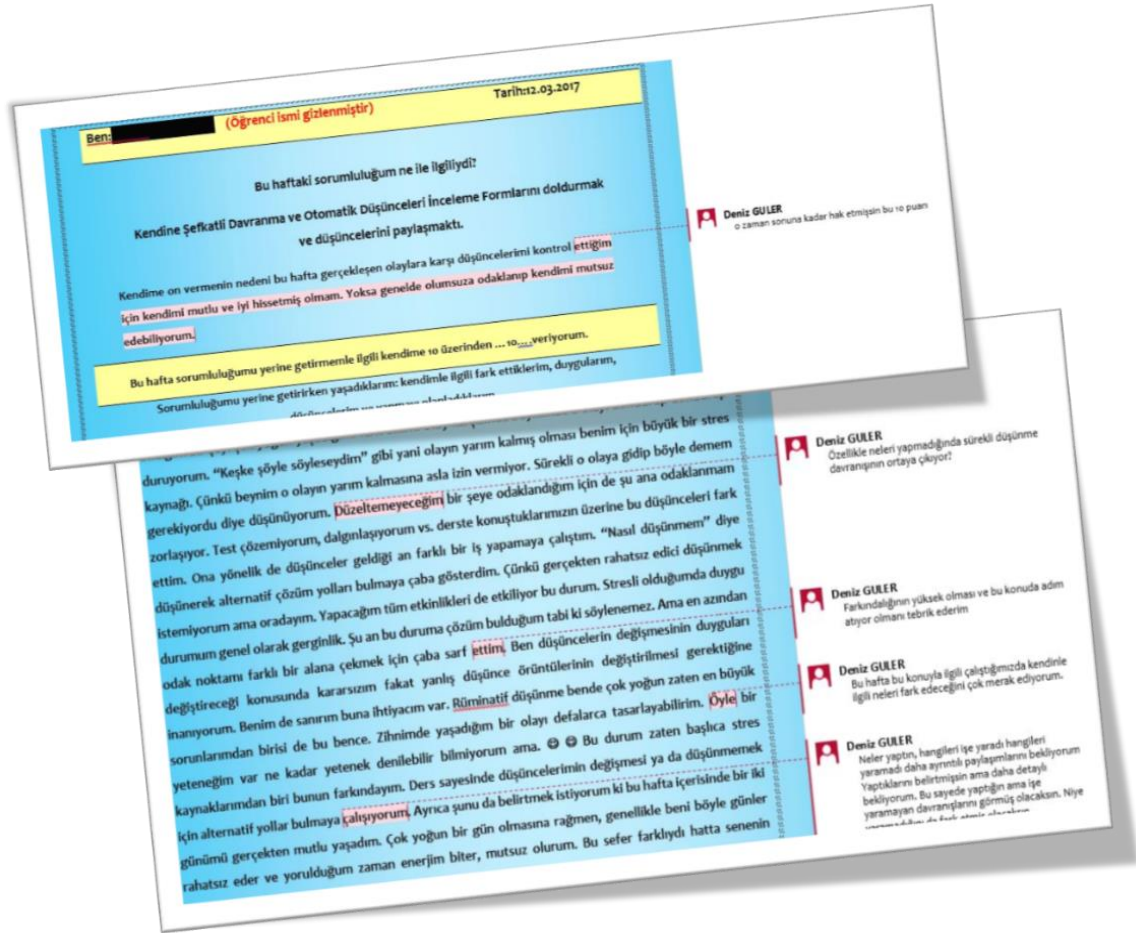 Ben:
(Öğrenci ismi gizlenmiştir)
Tarih:12.03.2017
Bu haftaki sorumluluğum ne ile ilgiliydi?
Kendine Şefkatli Davranma ve Otomatik Düşünceleri İnceleme Formlarını doldurmak
ve düşüncelerini paylaşmaktı.
Kendime on vermenin nedeni bu hafta gerçekleşen olaylara karşı düşüncelerimi kontrol ettiğim
için kendimi mutlu ve iyi hissetmiş olmam. Yoksa genelde olumsuza odaklanıp kendimi mutsuz
edebiliyorum.
Bu hafta sorumluluğumu yerine getirmemle ilgili kendime 10 üzerinden ... 10.... veriyorum.
Sorumluluğumu yerine getirirken yaşadıklarım: kendimle ilgili fark ettiklerim, duygularım,
düşüncelerim ve yapmayı planladıklarım
Deniz GULER
o zaman sonuna kadar hak etmişsin bu 10 puanı
duruyorum. “Keşke şöyle söyleseydim” gibi yani olayın yarım kalmış olması benim için büyük bir stres
kaynağı. Çünkü beynim o olayın yarım kalmasına asla izin vermiyor. Sürekli o olaya gidip böyle demem
gerekiyordu diye düşünüyorum. Düzeltemeyeceğim bir şeye odaklandığım için de şu ana odaklanmam
zorlaşıyor. Test çözemiyorum, dalgınlaşıyorum vs. derste konuştuklarımızın üzerine bu düşünceleri fark
ettim. Ona yönelik de düşünceler geldiği an farklı bir iş yapamaya çalıştım. “Nasıl düşünmem” diye
düşünerek alternatif çözüm yolları bulmaya çaba gösterdim. Çünkü gerçekten rahatsız edici düşünmek
istemiyorum ama oradayım. Yapacağım tüm etkinlikleri de etkiliyor bu durum. Stresli olduğumda duygu
durumum genel olarak gerginlik. Şu an bu duruma çözüm bulduğum tabi ki söylenemez. Ama en azından
odak noktamı farklı bir alana çekmek için çaba sarf ettim. Ben düşüncelerin değişmesinin duyguları
değiştireceği konusunda kararsızım fakat yanlış düşünce örüntülerinin değiştirilmesi gerektiğine
inanıyorum. Benim de sanırım buna ihtiyacım var. Rüminatif düşünme bende çok yoğun zaten en büyük
sorunlarımdan birisi de bu bence. Zihnimde yaşadığım bir olayı defalarca tasarlayabilirim. Öyle bir
yeteneğim var ne kadar yetenek denilebilir bilmiyorum ama. ☺ ☺ Bu durum zaten başlıca stres
kaynaklarımdan biri bunun farkındayım. Ders sayesinde düşüncelerimin değişmesi ya da düşünmemek
için alternatif yollar bulmaya çalışıyorum. Ayrıca şunu da belirtmek istiyorum ki bu hafta içerisinde bir iki
günümü gerçekten mutlu yaşadım. Çok yoğun bir gün olmasına rağmen, genellikle beni böyle günler
rahatsız eder ve yorulduğum zaman enerjim biter, mutsuz olurum. Bu sefer farklıydı hatta senenin
Deniz GULER
Özellikle neleri yapmadığında sürekli düşünme
davranışının ortaya çıkıyor?
Deniz GULER
Farkındalığının yüksek olması ve bu konuda adım
atıyor olmanı tebrik ederim
Deniz GULER
Bu hafta bu konuyla ilgili çalıştığımızda kendinle
ilgili neleri fark edeceğini çok merak ediyorum.
Deniz GULER
Neler yaptın, hangileri işe yaradı hangileri
yaramadı daha ayrıntılı paylaşımlarını bekliyorum
Yaptıklarını belirtmişsin ama daha detaylı
bekliyorum. Bu sayede yaptığın ama işe
yaramayan davranışlarını görmüş olacaksın. Niye